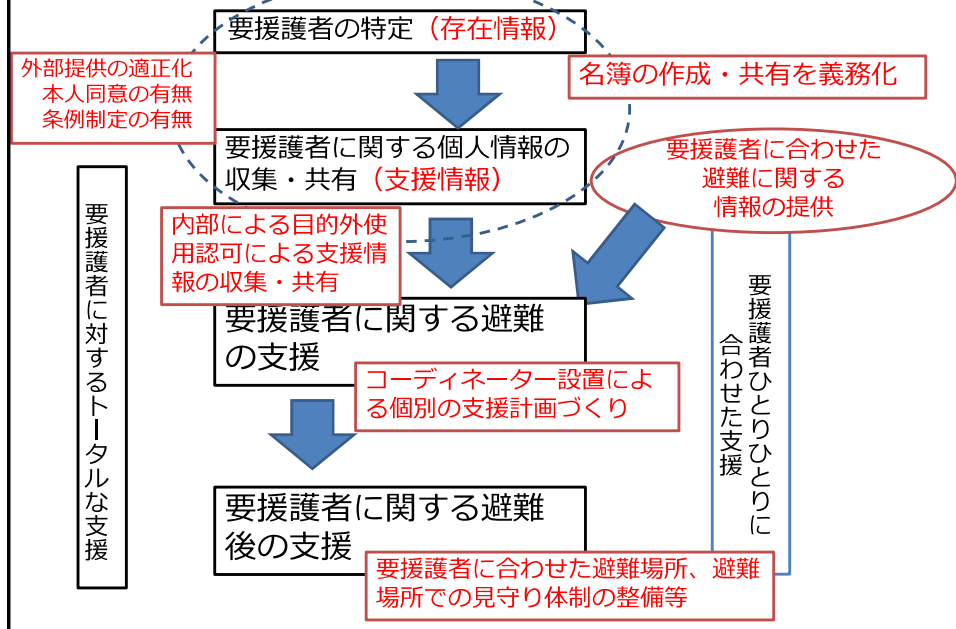 要援護者の特定（存在情報）
外部提供の適正化
本人同意の有無
条例制定の有無
名簿の作成・共有を義務化
要援護者に関する個人情報の
収集・共有（支援情報）
要援護者に合わせた
避難に関する
情報の提供
内部による目的外使
用認可による支援情
報の収集・共有
要援護者に関する避難
の支援
コーディネーター設置によ
る個別の支援計画づくり
要援護者に関する避難
後の支援
要援護者に合わせた避難場所、避難
場所での見守り体制の整備等
要援護者に対するトータルな支援
要援護者ひとりひとりに
合わせた支援